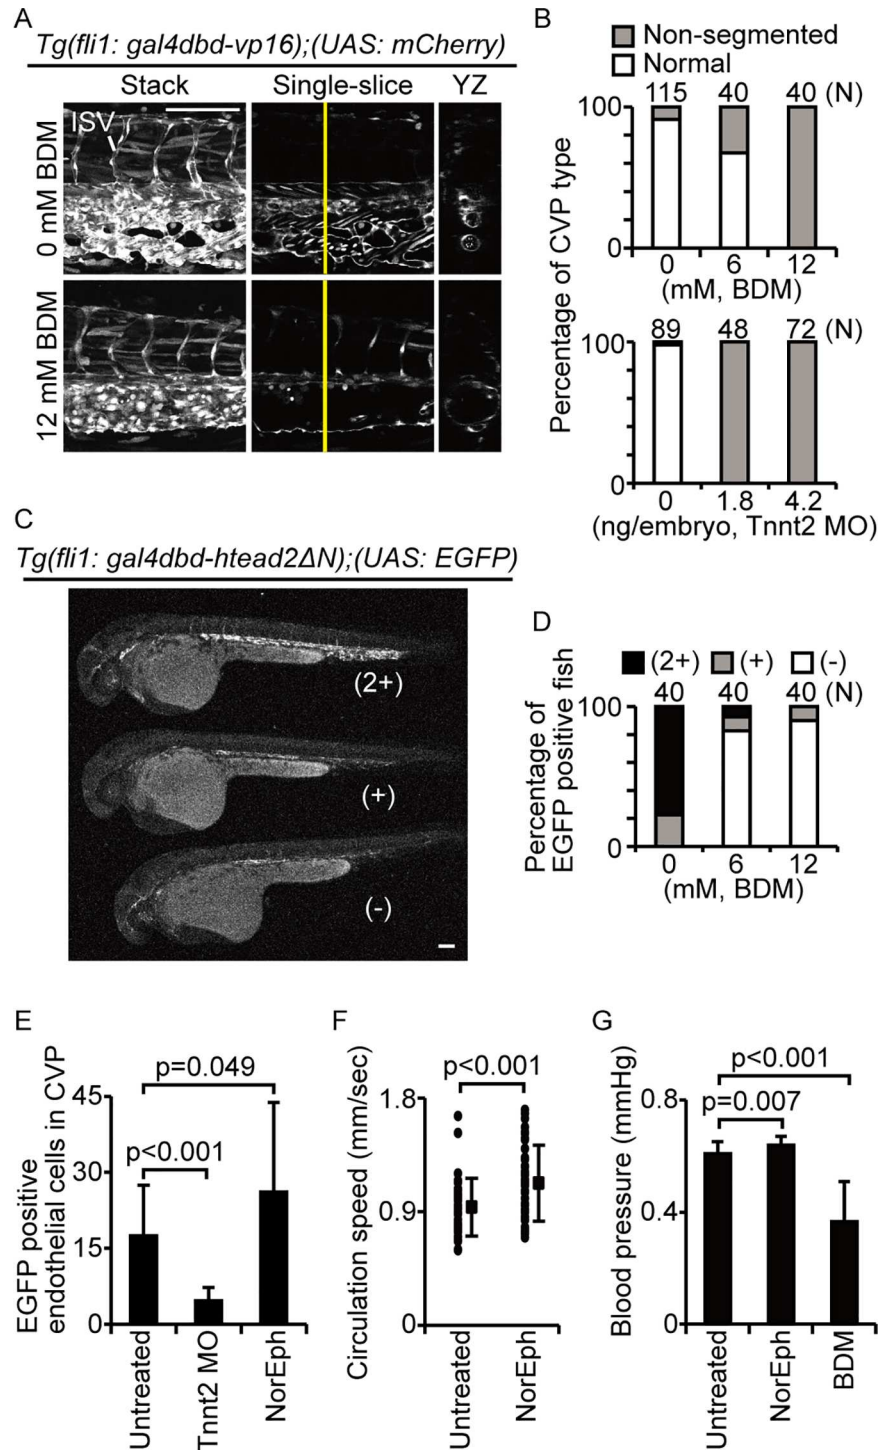 A
Tg(fli1: gal4dbd-vp16);(UAS: mCherry)
Stack Single-slice YZ
ISV
0 mM BDM
12 mM BDM
B
Non-segmented
Normal
115 40 40 (N)
100
0
0 6 12
(mM, BDM)
Percentage of CVP type
89 48 72 (N)
100
0
0 1.8 4.2
(ng/embryo, Tnnt2 MO)
C
Tg(fli1: gal4dbd-htead2ΔN);(UAS: EGFP)
(2+)
(+)
(-)
D
(2+) (+) (-)
40 40 40 (N)
100
0
Percentage of
EGFP positive fish
0 6 12
(mM, BDM)
E
p=0.049
p<0.001
45
30
15
0
EGFP positive
endothelial cells in CVP
Untreated
Tnnt2 MO
NorEph
F
p<0.001
1.8
0.9
0
Circulation speed (mm/sec)
Untreated
NorEph
G
p<0.001
p=0.007
0.8
0.4
0
Blood pressure (mmHg)
Untreated
NorEph
BDM